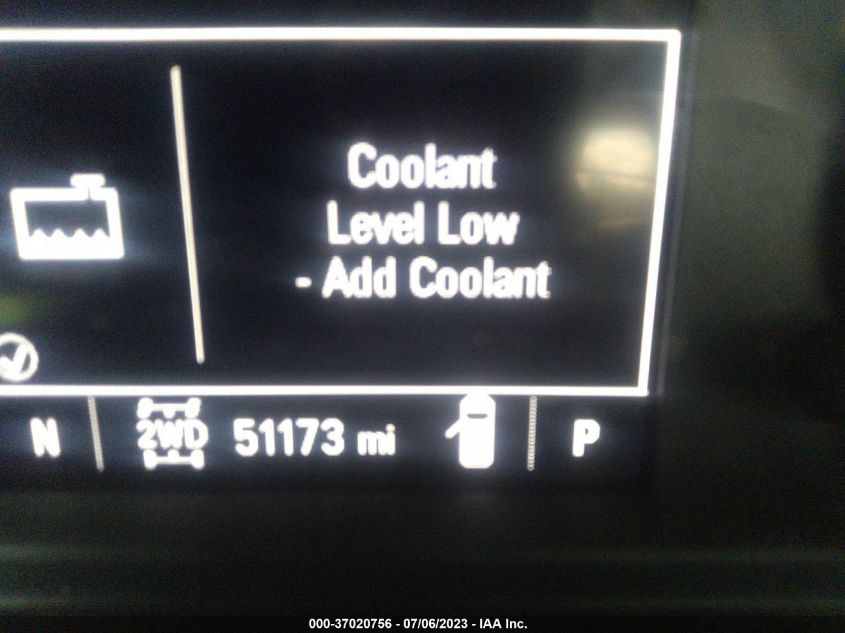 Coolant
Level Low
- Add Coolant
N 2WD 51173 mi P
000-37020756 - 07/06/2023 - IAA Inc.